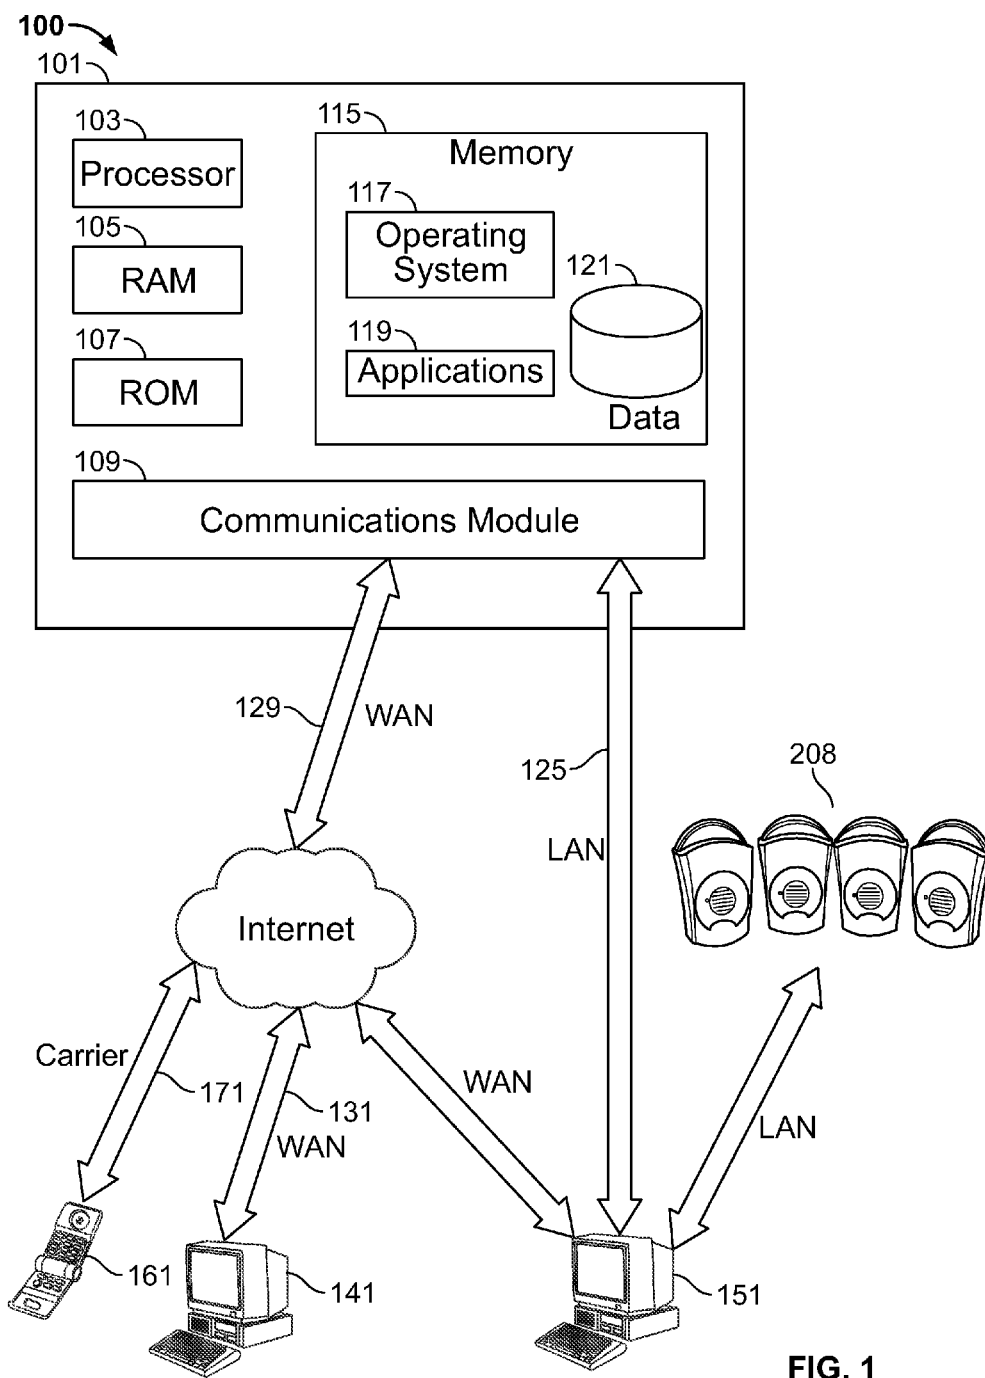 100
101
103
Processor
105
RAM
107
ROM
109
Communications Module
115
Memory
117
Operating
System
119
Applications
121
Data
129
WAN
125
LAN
208
Internet
Carrier
171
131
WAN
WAN
LAN
161
141
151
FIG. 1